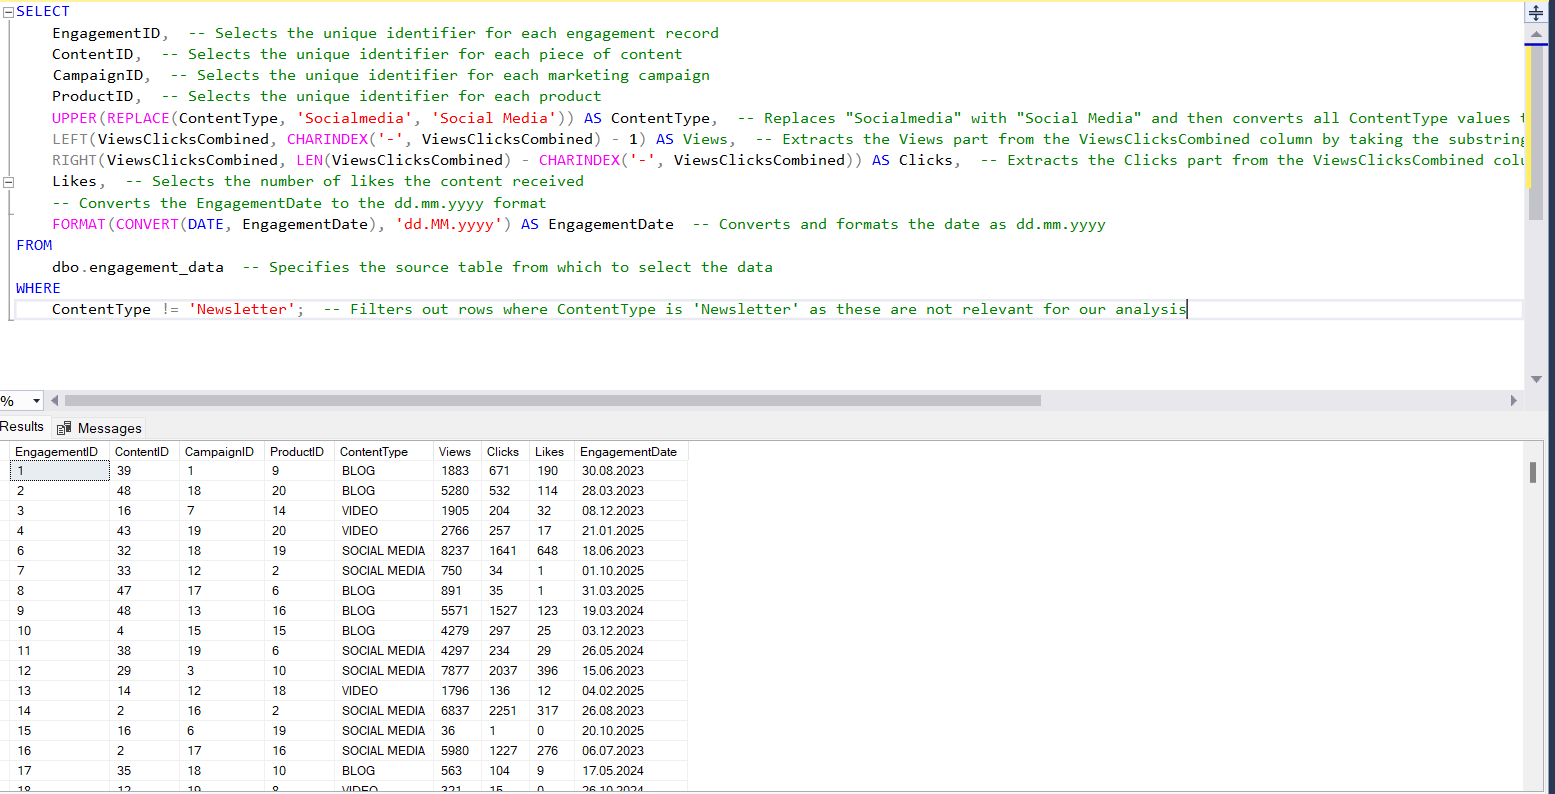 SELECT
EngagementID,  -- Selects the unique identifier for each engagement record
ContentID,  -- Selects the unique identifier for each piece of content
CampaignID,  -- Selects the unique identifier for each marketing campaign
ProductID,  -- Selects the unique identifier for each product
UPPER(REPLACE(ContentType, 'Socialmedia', 'Social Media')) AS ContentType,  -- Replaces "Socialmedia" with "Social Media" and then converts all ContentType values
LEFT(ViewsClicksCombined, CHARINDEX('-', ViewsClicksCombined) - 1) AS Views,  -- Extracts the Views part from the ViewsClicksCombined column by taking the substring
RIGHT(ViewsClicksCombined, LEN(ViewsClicksCombined) - CHARINDEX('-', ViewsClicksCombined)) AS Clicks,  -- Extracts the Clicks part from the ViewsClicksCombined
Likes,  -- Selects the number of likes the content received
-- Converts the EngagementDate to the dd.mm.yyyy format
FORMAT(CONVERT(DATE, EngagementDate), 'dd.MM.yyyy') AS EngagementDate  -- Converts and formats the date as dd.mm.yyyy
FROM
dbo.engagement_data  -- Specifies the source table from which to select the data
WHERE
ContentType != 'Newsletter';  -- Filters out rows where ContentType is 'Newsletter' as these are not relevant for our analysis
%
Results Messages
EngagementID ContentID CampaignID ProductID ContentType Views Clicks Likes EngagementDate
1 39 1 9 BLOG 1883 671 190 30.08.2023
2 48 18 20 BLOG 5280 532 114 28.03.2023
3 16 7 14 VIDEO 1905 204 32 08.12.2023
4 43 19 20 VIDEO 2766 257 17 21.01.2025
6 32 18 19 SOCIAL MEDIA 8237 1641 648 18.06.2023
7 33 12 2 SOCIAL MEDIA 750 34 1 01.10.2025
8 47 17 6 BLOG 891 35 1 31.03.2025
9 48 13 16 BLOG 5571 1527 123 19.03.2024
10 4 15 15 BLOG 4279 297 25 03.12.2023
11 38 19 6 SOCIAL MEDIA 4297 234 29 26.05.2024
12 29 3 10 SOCIAL MEDIA 7877 2037 396 15.06.2023
13 14 12 18 VIDEO 1796 136 12 04.02.2025
14 2 16 2 SOCIAL MEDIA 6837 2251 317 26.08.2023
15 16 6 19 SOCIAL MEDIA 36 1 0 20.10.2025
16 2 17 16 SOCIAL MEDIA 5980 1227 276 06.07.2023
17 35 18 10 BLOG 563 104 9 17.05.2024
18 12 19 8 VIDEO 321 15 0 26.10.2024